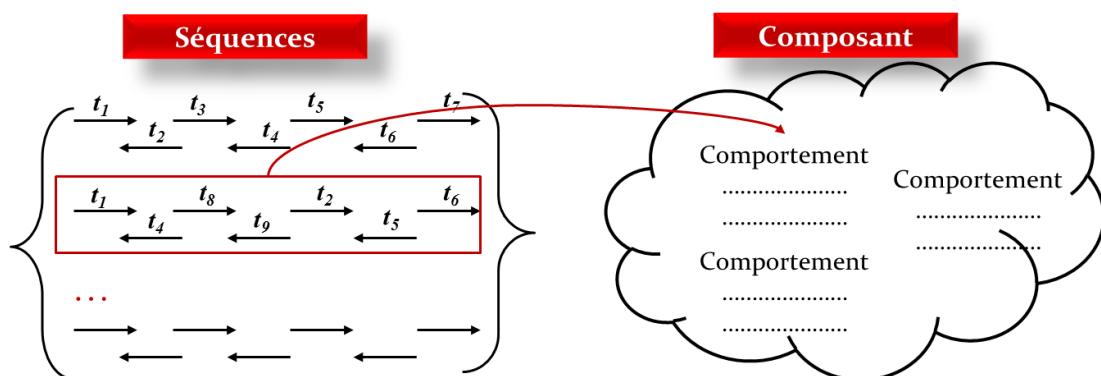 Séquences
t1 t3 t5 t7
t2 t4 t6
t1 t8 t2 t6
t4 t9 t5
...
Composant
Comportement
......................
......................
Comportement
......................
......................
Comportement
......................
......................